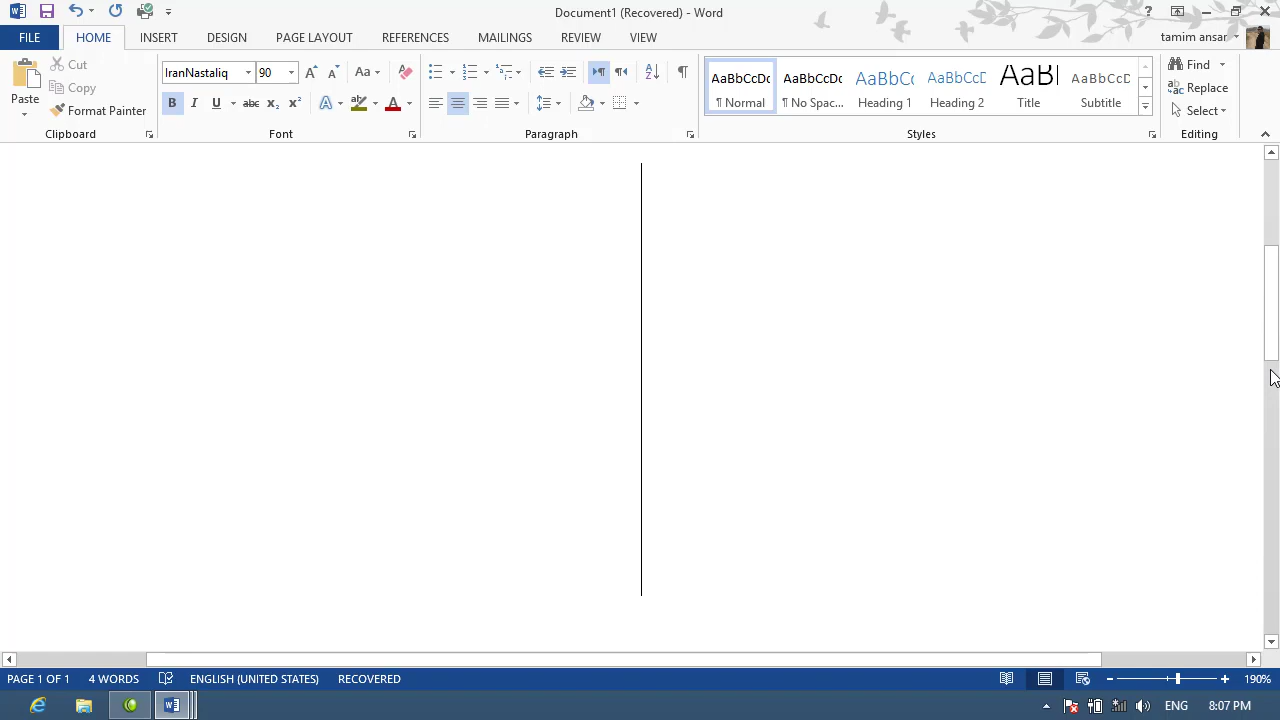 Document1 (Recovered) - Word
FILE HOME INSERT DESIGN PAGE LAYOUT REFERENCES MAILINGS REVIEW VIEW tamim ansar
Paste
Cut
Copy
Format Painter
Clipboard
IranNastaliq 90
Font
Paragraph
AaBbCcDc AaBbCcDc AaBbCc AaBbCcD AaB AaBbCcD
¶ Normal ¶ No Spac... Heading 1 Heading 2 Title Subtitle
Styles
Find
Replace
Select
Editing
PAGE 1 OF 1 4 WORDS ENGLISH (UNITED STATES) RECOVERED 190%
ENG 8:07 PM